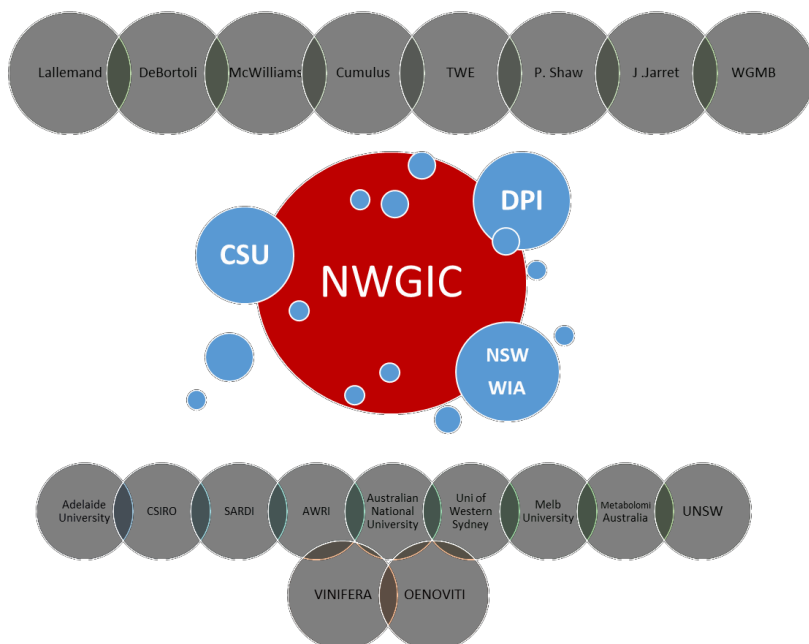 Lallemand
DeBortoli
McWilliams
Cumulus
TWE
P. Shaw
J .Jarret
WGMB
DPI
CSU
NWGIC
NSW
WIA
Adelaide
University
CSIRO
SARDI
AWRI
Australian
National
University
Uni of
Western
Sydney
Melb
University
Metabolomi
Australia
UNSW
VINIFERA
OENOVITI